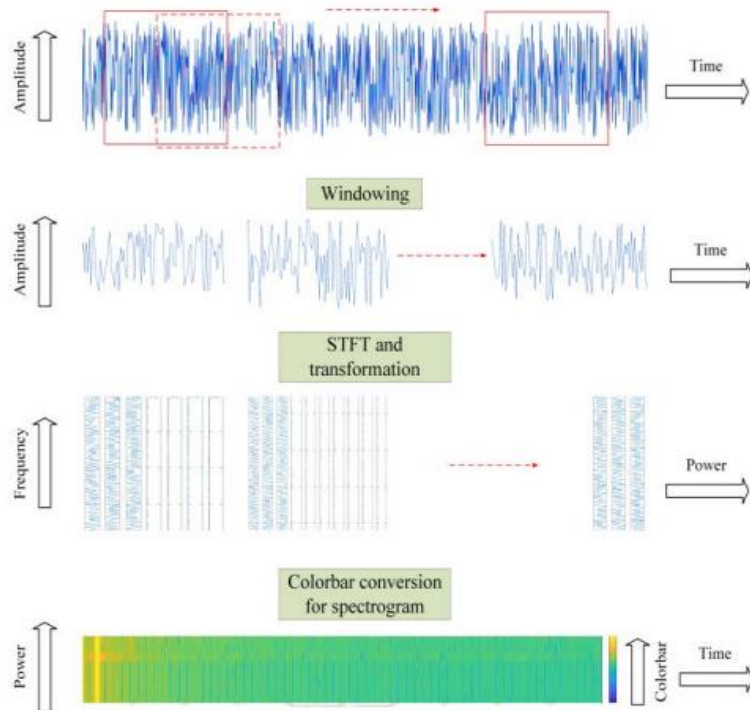 Amplitude
Time
Windowing
Amplitude
Time
STFT and
transformation
Frequency
Power
Colorbar conversion
for spectrogram
Power
Colorbar
Time